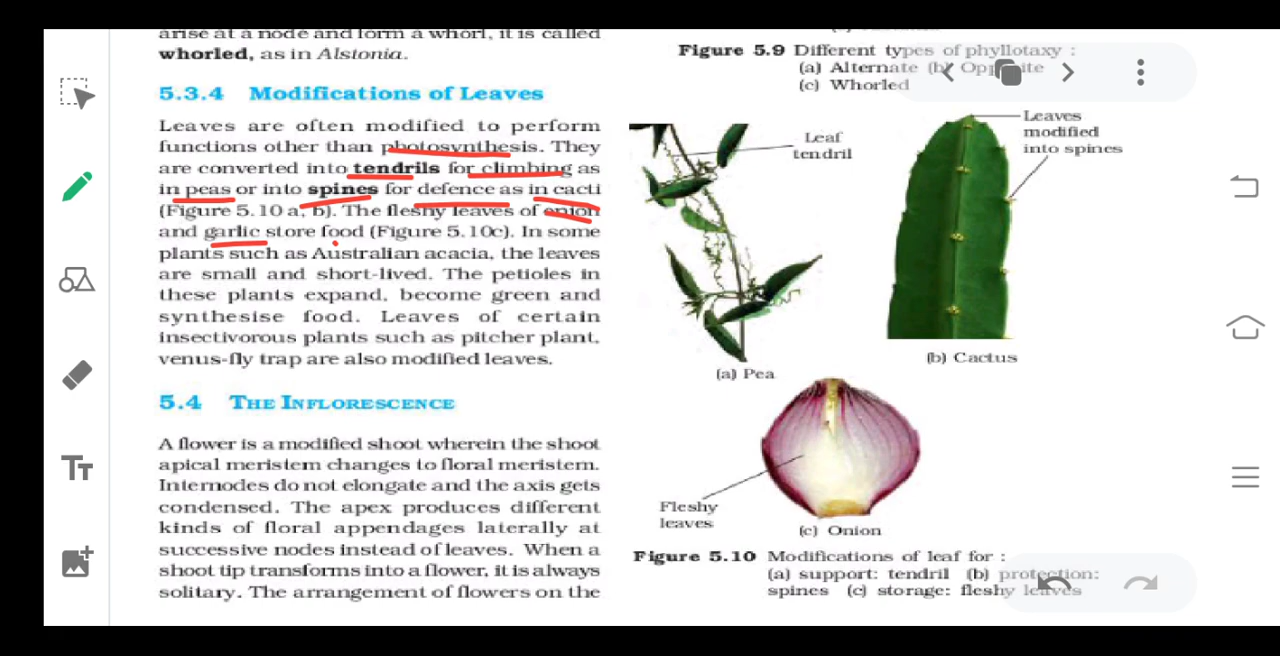 arise at a node and form a whorl, it is called
whorled, as in Alstonia.
5.3.4 Modifications of Leaves
Leaves are often modified to perform
functions other than photosynthesis. They
are converted into tendrils for climbing as
in peas or into spines for defence as in cacti
(Figure 5.10 a, b). The fleshy leaves of onion
and garlic store food (Figure 5.10c). In some
plants such as Australian acacia, the leaves
are small and short-lived. The petioles in
these plants expand, become green and
synthesise food. Leaves of certain
insectivorous plants such as pitcher plant,
venus-fly trap are also modified leaves.
5.4 THE INFLORESCENCE
A flower is a modified shoot wherein the shoot
apical meristem changes to floral meristem.
Internodes do not elongate and the axis gets
condensed. The apex produces different
kinds of floral appendages laterally at
successive nodes instead of leaves. When a
shoot tip transforms into a flower, it is always
solitary. The arrangement of flowers on the
Figure 5.9 Different types of phyllotaxy :
(a) Alternate (b) Opposite
(c) Whorled
Leaf
tendril
Leaves
modified
into spines
(a) Pea
(b) Cactus
Fleshy
leaves
(c) Onion
Figure 5.10 Modifications of leaf for :
(a) support: tendril (b) protection:
spines (c) storage: fleshy leaves
TT